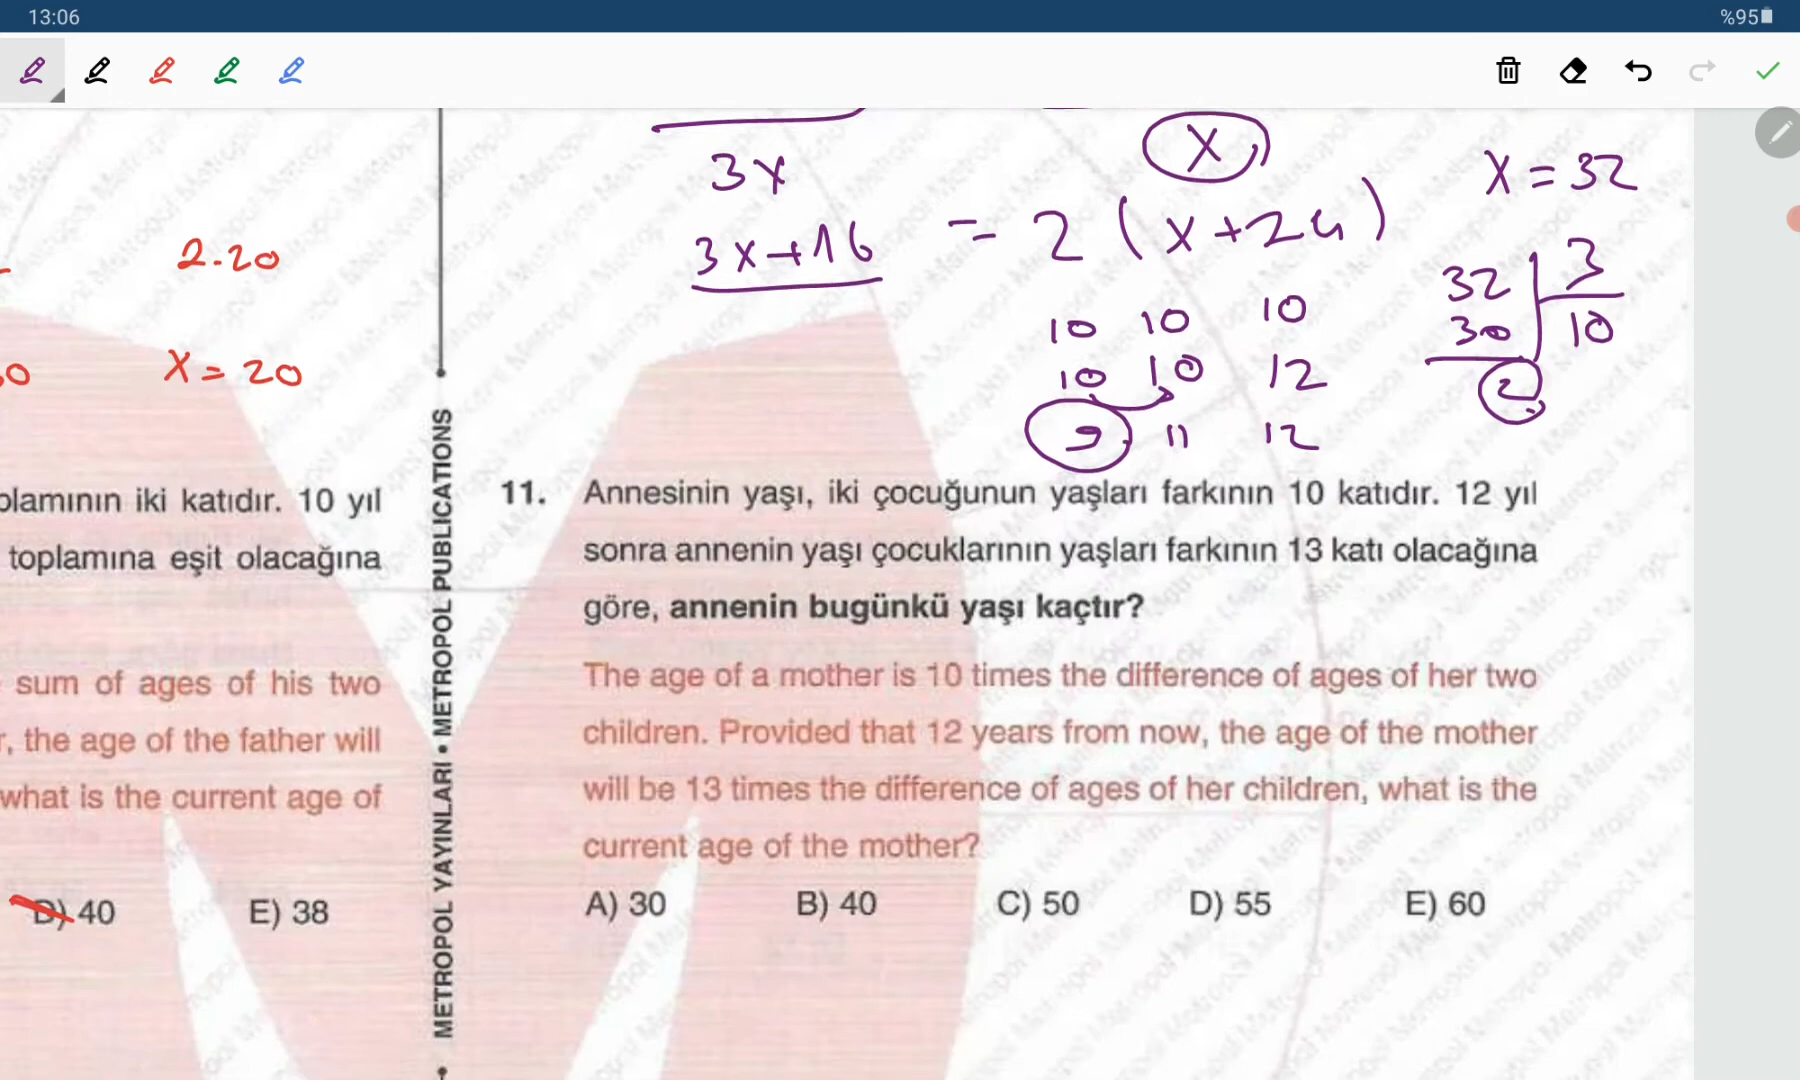 13:06
%95
3x
x
x = 32
3x+16 = 2 (x+24)
10 10 10
10 10 12
9 11 12
32 3
30 10
2
2.20
x = 20
olamının iki katıdır. 10 yıl
toplamına eşit olacağına
sum of ages of his two
r, the age of the father will
what is the current age of
D) 40 E) 38
METROPOL YAYINLARI • METROPOL PUBLICATIONS
11. Annesinin yaşı, iki çocuğunun yaşları farkının 10 katıdır. 12 yıl
sonra annenin yaşı çocuklarının yaşları farkının 13 katı olacağına
göre, annenin bugünkü yaşı kaçtır?
The age of a mother is 10 times the difference of ages of her two
children. Provided that 12 years from now, the age of the mother
will be 13 times the difference of ages of her children, what is the
current age of the mother?
A) 30 B) 40 C) 50 D) 55 E) 60